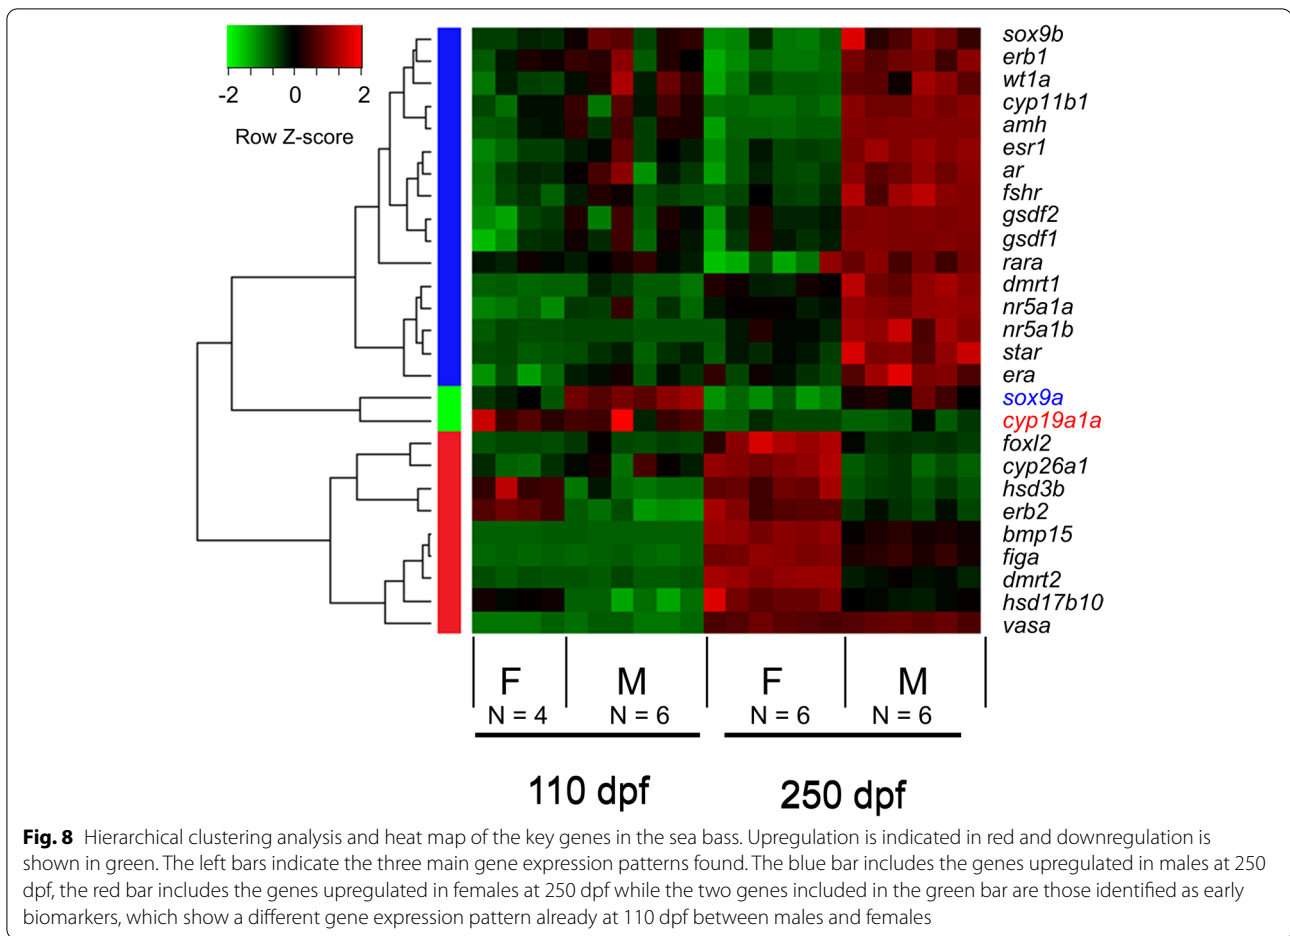 -2 0 2
Row Z-score
sox9b
erb1
wt1a
cyp11b1
amh
esr1
ar
fshr
gsdf2
gsdf1
rara
dmrt1
nr5a1a
nr5a1b
star
era
sox9a
cyp19a1a
foxl2
cyp26a1
hsd3b
erb2
bmp15
figa
dmrt2
hsd17b10
vasa
F M F M
N = 4 N = 6 N = 6 N = 6
110 dpf 250 dpf
Fig. 8 Hierarchical clustering analysis and heat map of the key genes in the sea bass. Upregulation is indicated in red and downregulation is
shown in green. The left bars indicate the three main gene expression patterns found. The blue bar includes the genes upregulated in males at 250
dpf, the red bar includes the genes upregulated in females at 250 dpf while the two genes included in the green bar are those identified as early
biomarkers, which show a different gene expression pattern already at 110 dpf between males and females